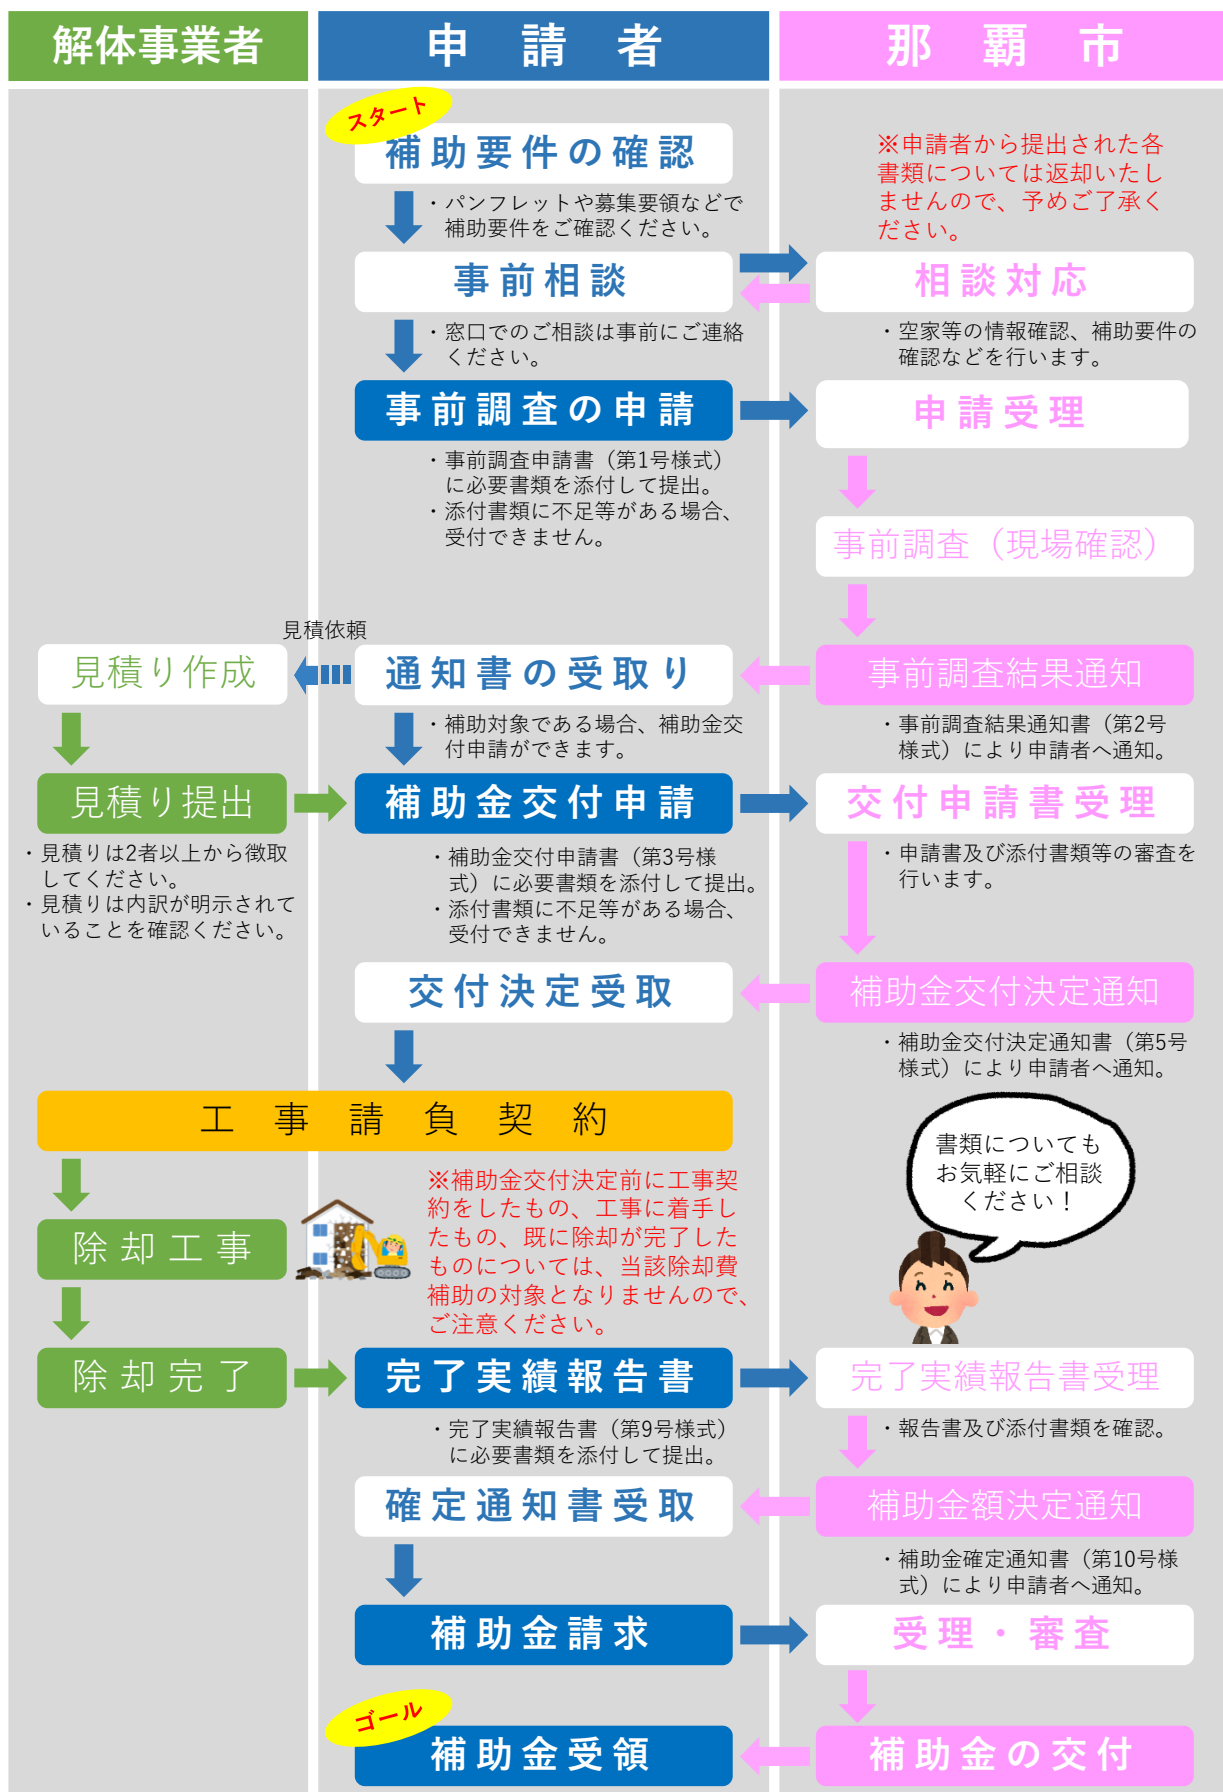 解体事業者
申請者
那覇市
スタート
補助要件の確認
・パンフレットや募集要領などで
補助要件をご確認ください。
※申請者から提出された各
書類については返却いたし
ませんので、予めご了承く
ださい。
事前相談
相談対応
・窓口でのご相談は事前にご連絡
ください。
・空家等の情報確認、補助要件の
確認などを行います。
事前調査の申請
申請受理
・事前調査申請書（第1号様式）
に必要書類を添付して提出。
・添付書類に不足等がある場合、
受付できません。
事前調査（現場確認）
見積依頼
見積り作成
通知書の受取り
事前調査結果通知
・補助対象である場合、補助金交
付申請ができます。
・事前調査結果通知書（第2号
様式）により申請者へ通知。
見積り提出
補助金交付申請
交付申請書受理
・見積りは2者以上から徴取
してください。
・見積りは内訳が明示されて
いることを確認ください。
・補助金交付申請書（第3号様
式）に必要書類を添付して提出。
・添付書類に不足等がある場合、
受付できません。
・申請書及び添付書類等の審査を
行います。
交付決定受取
補助金交付決定通知
・補助金交付決定通知書（第5号
様式）により申請者へ通知。
工事請負契約
書類についても
お気軽にご相談
ください！
※補助金交付決定前に工事契
約をしたもの、工事に着手し
たもの、既に除却が完了した
ものについては、当該除却費
補助の対象となりませんので、
ご注意ください。
除却工事
除却完了
完了実績報告書
完了実績報告書受理
・完了実績報告書（第9号様式）
に必要書類を添付して提出。
・報告書及び添付書類を確認。
確定通知書受取
補助金額決定通知
・補助金確定通知書（第10号様
式）により申請者へ通知。
補助金請求
受理・審査
ゴール
補助金受領
補助金の交付